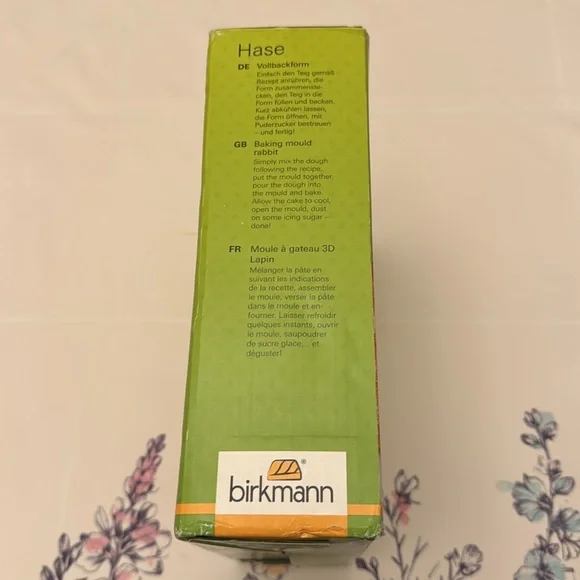 Hase
DE Vollbackform
Einfach den Teig gemäß
Rezept anrühren, die
Form zusammenste-
cken, den Teig in die
Form füllen und backen.
Kurz abkühlen lassen,
die Form öffnen, mit
Puderzucker bestreuen
– und fertig!
GB Baking mould
rabbit
Simply mix the dough
following the recipe,
put the mould together,
pour the dough into
the mould and bake.
Allow the cake to cool,
open the mould, dust
on some icing sugar –
done!
FR Moule à gateau 3D
Lapin
Mélanger la pâte en
suivant les indications
de la recette, assembler
le moule, verser la pâte
dans le moule et en-
fourner. Laisser refroidir
quelques instants, ouvrir
le moule, saupoudrer
de sucre glace,... et
déguster!
®
birkmann